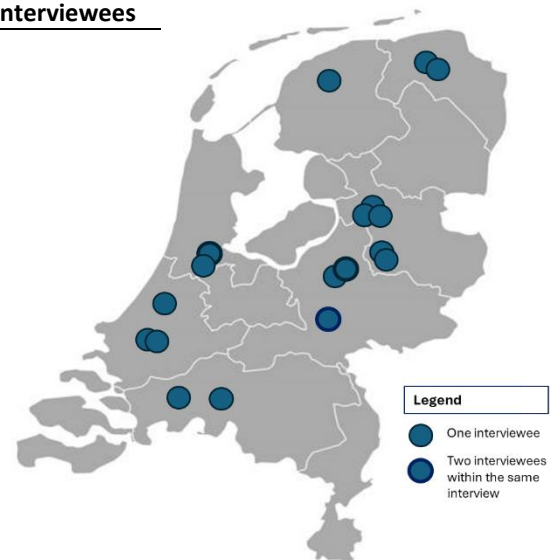 nterviewees
Legend
One interviewee
Two interviewees
within the same
interview